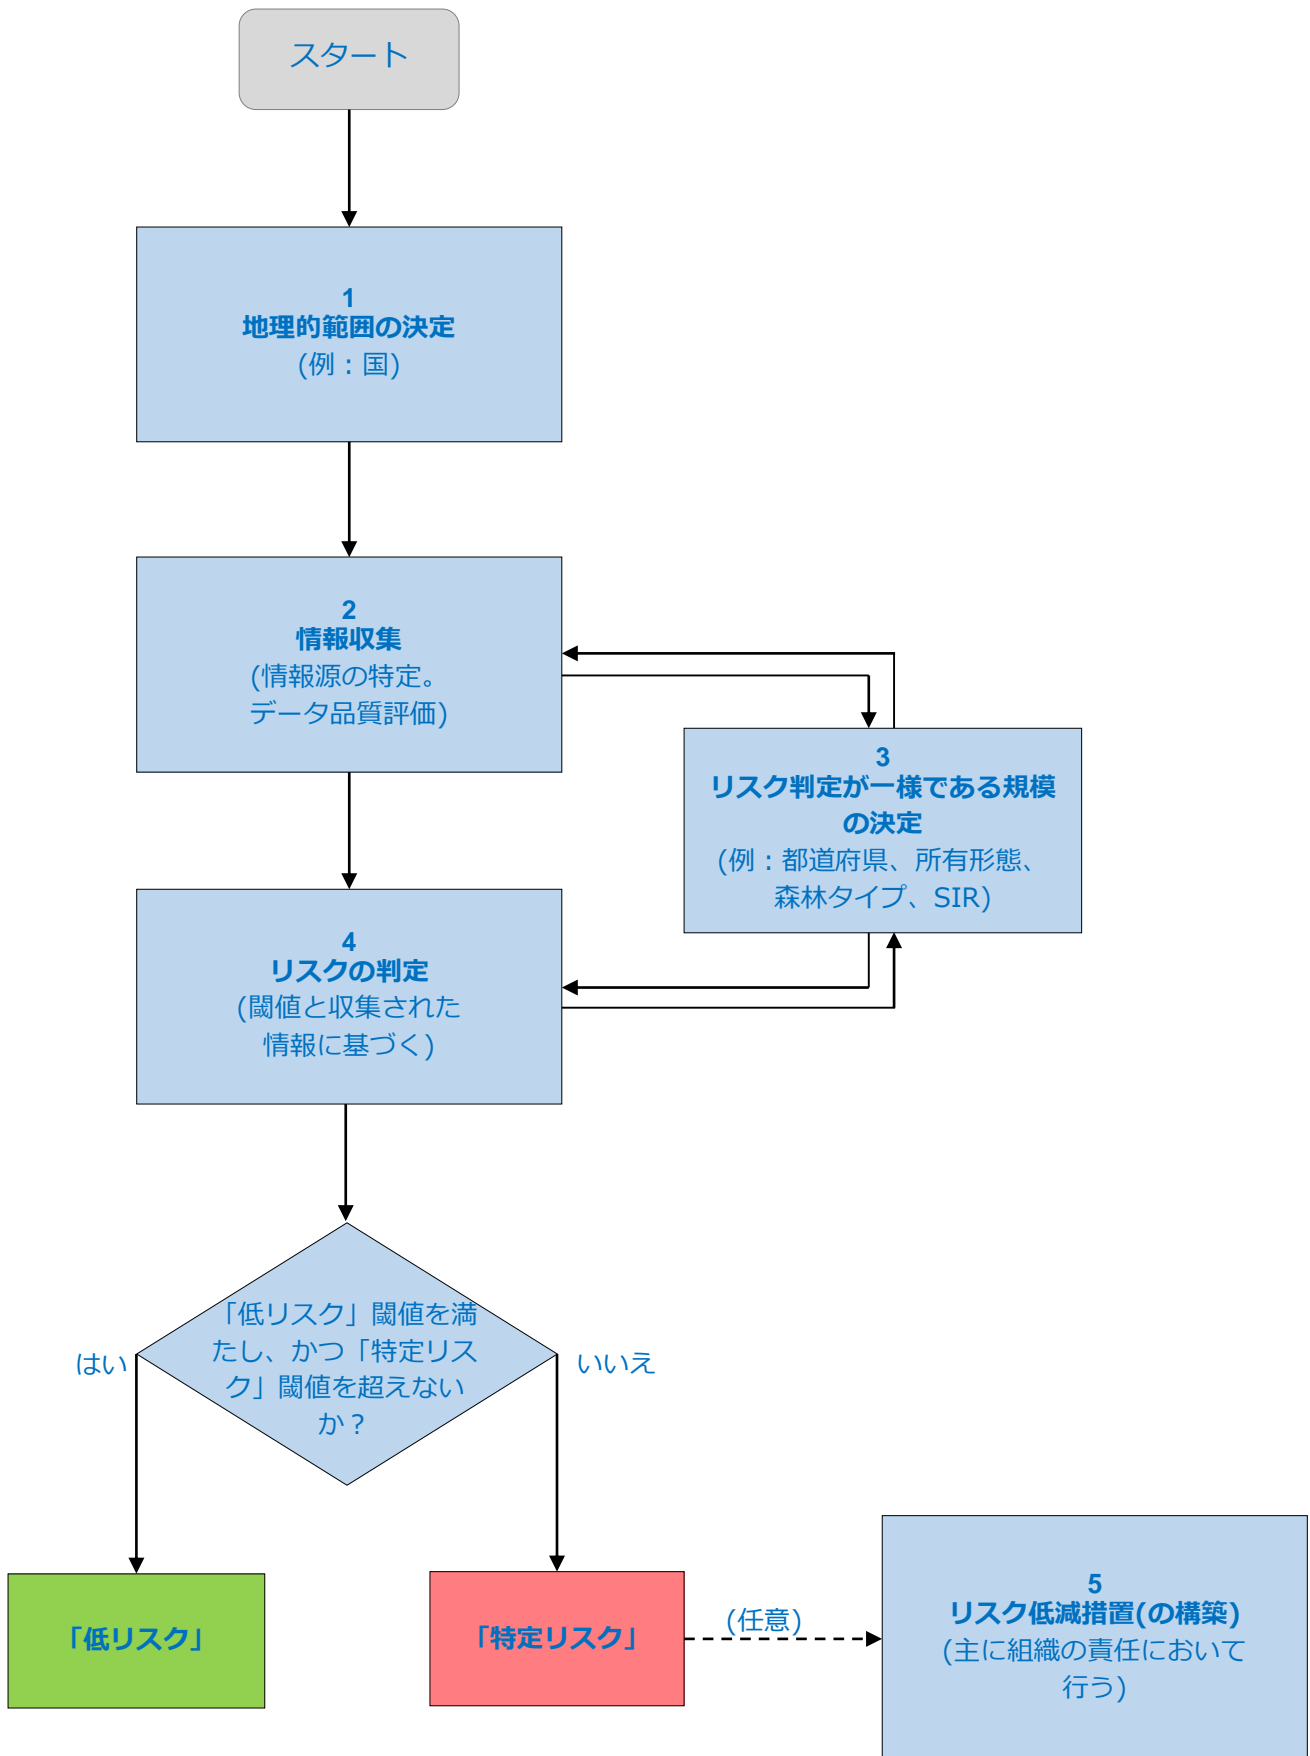 スタート
1
地理的範囲の決定
(例：国)
2
情報収集
(情報源の特定。
データ品質評価)
3
リスク判定が一様である規模
の決定
(例：都道府県、所有形態、
森林タイプ、SIR)
4
リスクの判定
(閾値と収集された
情報に基づく)
「低リスク」閾値を満
たし、かつ「特定リス
ク」閾値を超えない
か？
はい
いいえ
「低リスク」
「特定リスク」
(任意)
5
リスク低減措置(の構築)
(主に組織の責任において
行う)